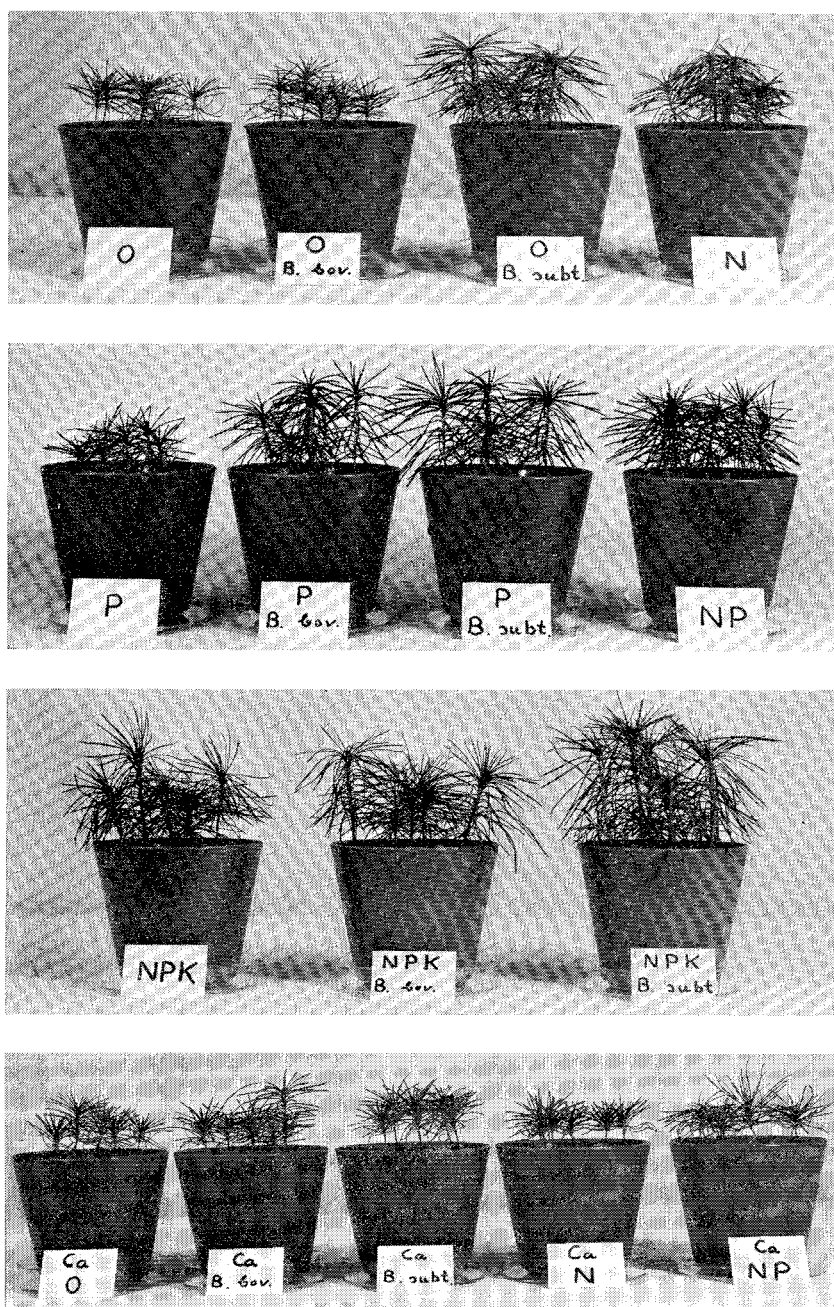 O
O
B. bov.
O
B. subt.
N
P
P
B. bov.
P
B. subt.
NP
NPK
NPK
B. bov.
NPK
B. subt
Ca
O
Ca
B. bov.
Ca
B. subt.
Ca
N
Ca
NP